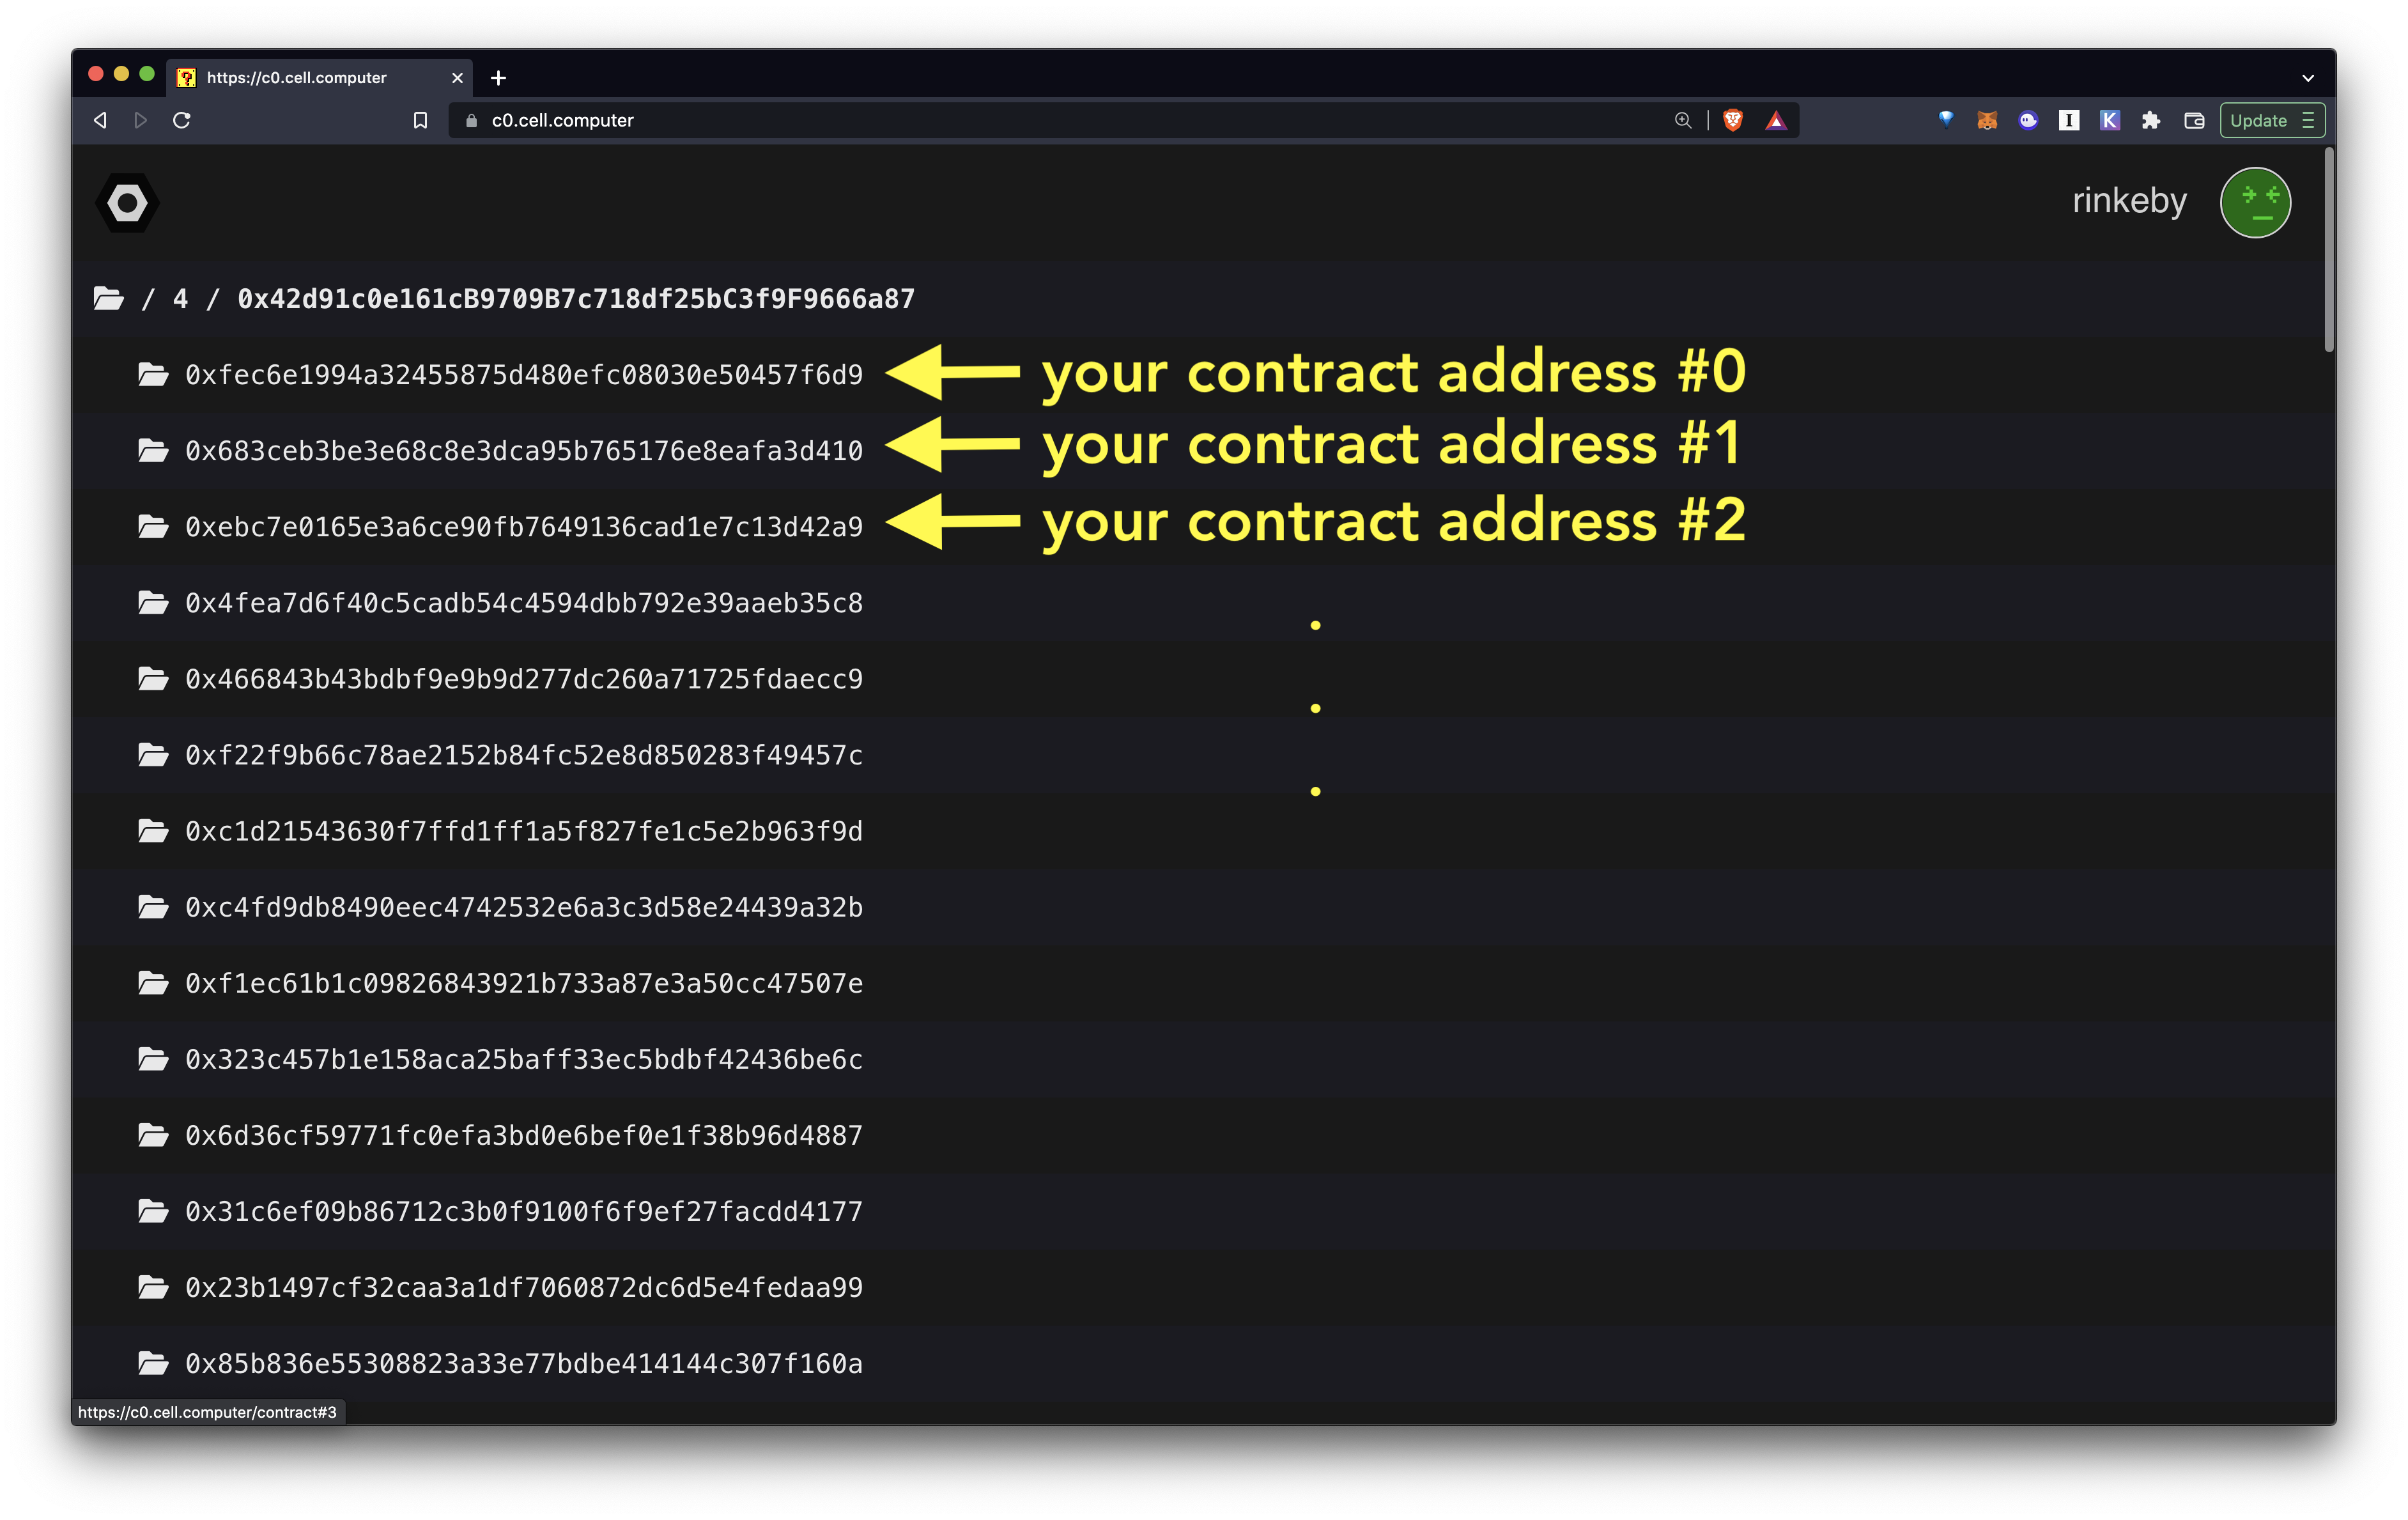 https://c0.cell.computer
c0.cell.computer
Update
rinkeby
/ 4 / 0x42d91c0e161cB9709B7c718df25bC3f9F9666a87
0xfec6e1994a32455875d480efc08030e50457f6d9 your contract address #0
0x683ceb3be3e68c8e3dca95b765176e8eafa3d410 your contract address #1
0xebc7e0165e3a6ce90fb7649136cad1e7c13d42a9 your contract address #2
0x4fea7d6f40c5cadb54c4594dbb792e39aaeb35c8
0x466843b43bdbf9e9b9d277dc260a71725fdaecc9
0xf22f9b66c78ae2152b84fc52e8d850283f49457c
0xc1d21543630f7ffd1ff1a5f827fe1c5e2b963f9d
0xc4fd9db8490eec4742532e6a3c3d58e24439a32b
0xf1ec61b1c09826843921b733a87e3a50cc47507e
0x323c457b1e158aca25baff33ec5bdbf42436be6c
0x6d36cf59771fc0efa3bd0e6bef0e1f38b96d4887
0x31c6ef09b86712c3b0f9100f6f9ef27facdd4177
0x23b1497cf32caa3a1df7060872dc6d5e4fedaa99
0x85b836e55308823a33e77bdbe414144c307f160a
https://c0.cell.computer/contract#3